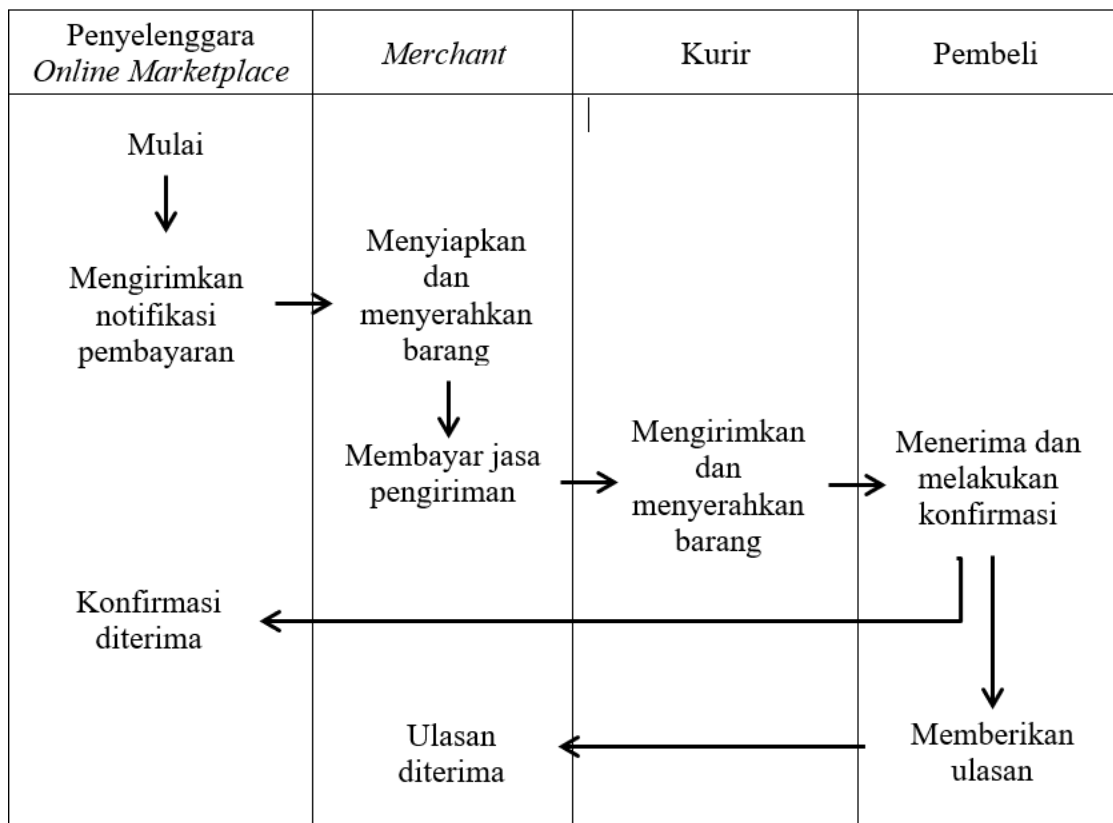 Penyelenggara
Online Marketplace
Merchant
Kurir
Pembeli
Mulai
Mengirimkan
notifikasi
pembayaran
Menyiapkan
dan
menyerahkan
barang
Membayar jasa
pengiriman
Mengirimkan
dan
menyerahkan
barang
Menerima dan
melakukan
konfirmasi
Konfirmasi
diterima
Memberikan
ulasan
Ulasan
diterima